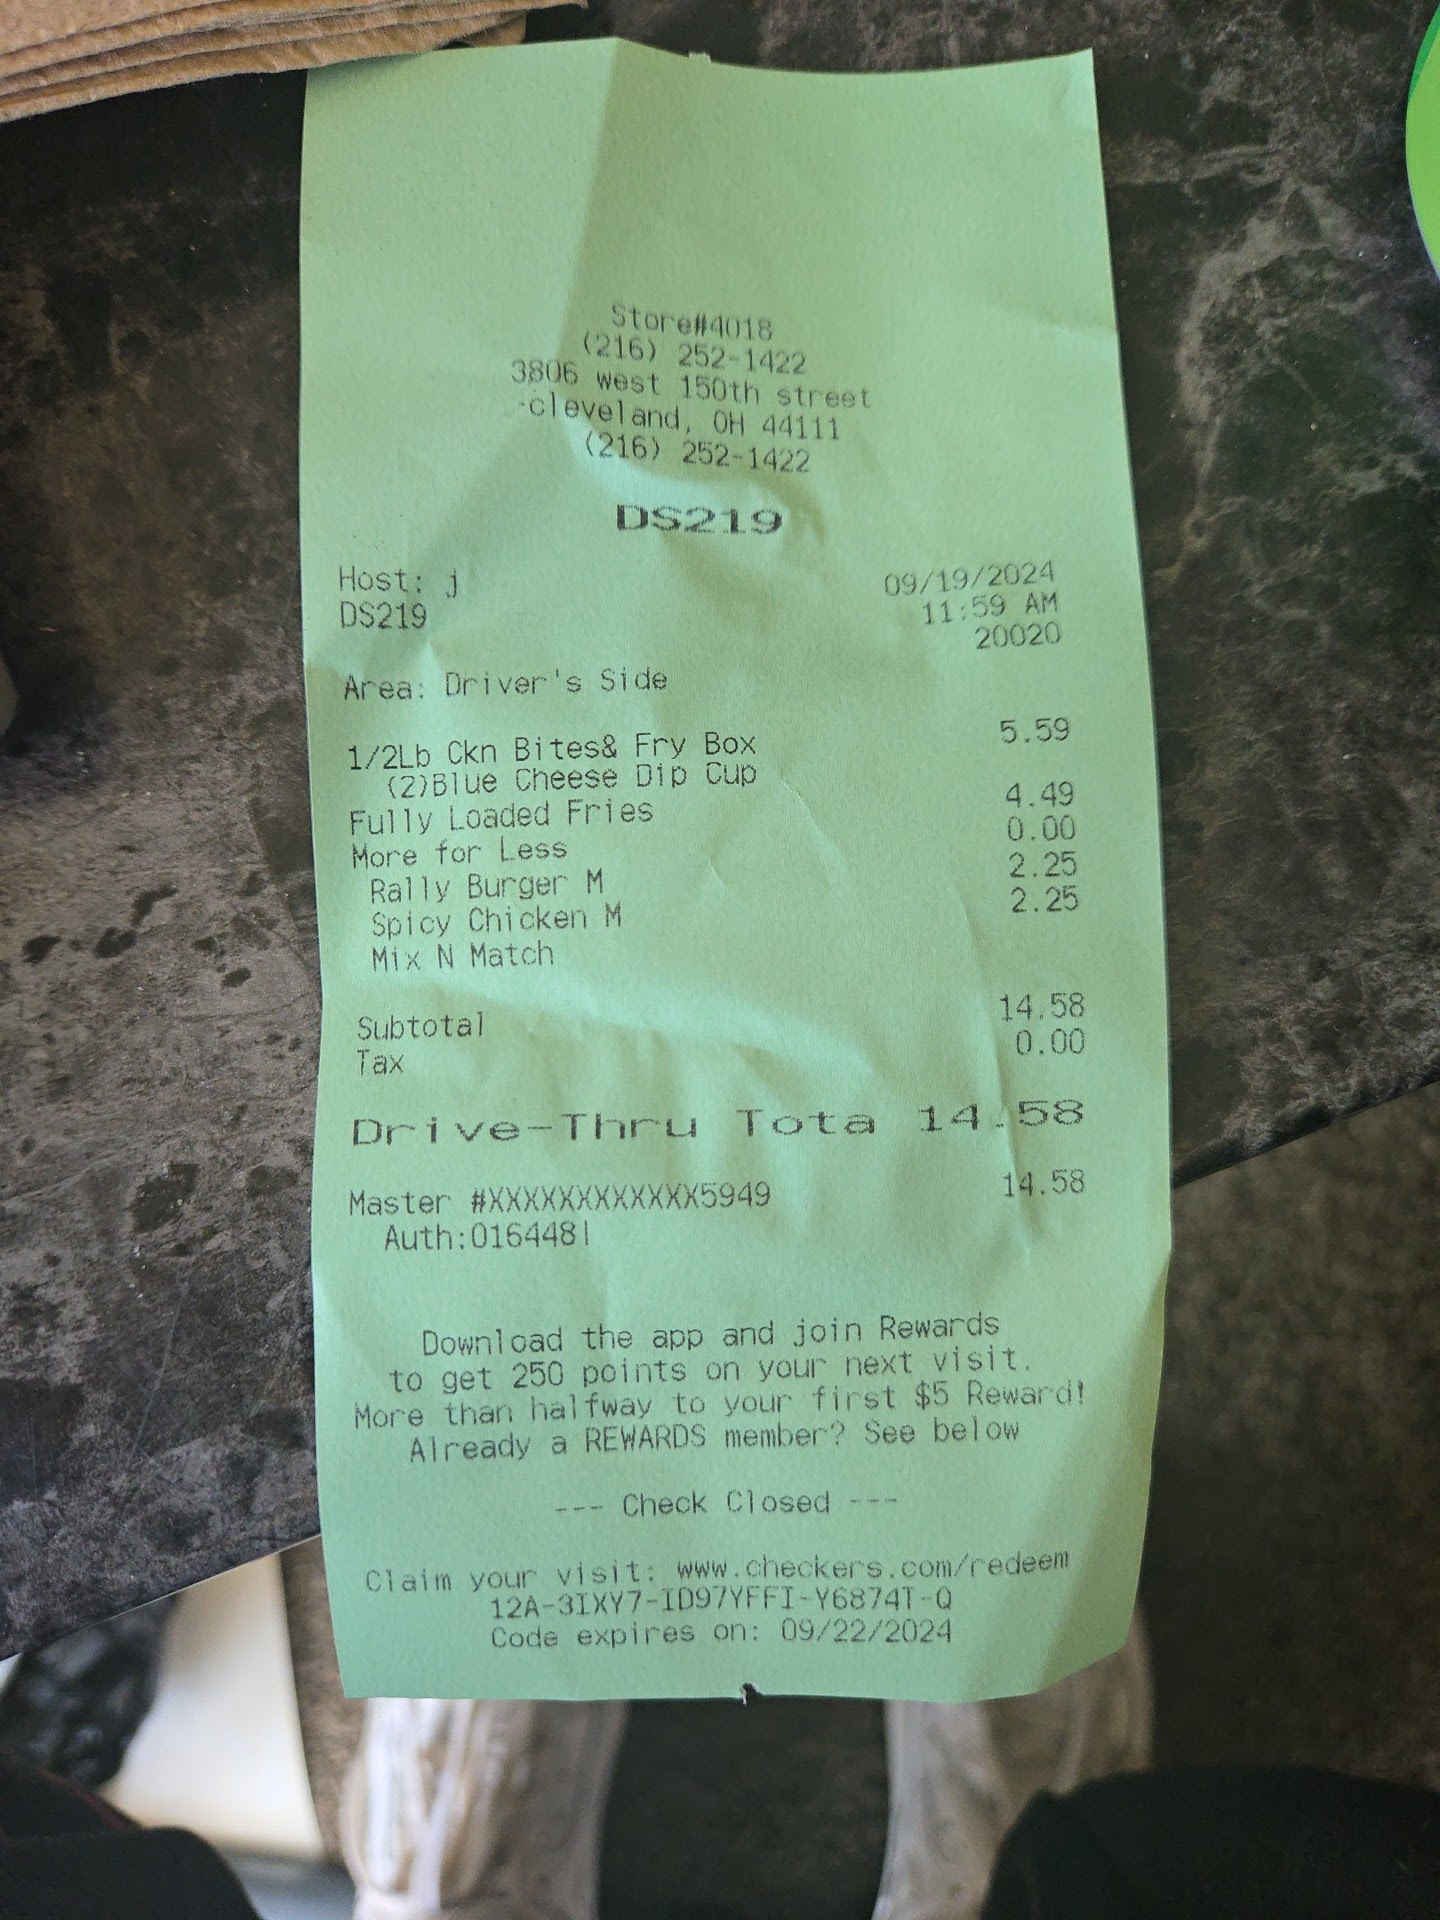 Store#4018
(216) 252-1422
3806 west 150th street
cleveland, OH 44111
(216) 252-1422
DS219
Host: j 09/19/2024
DS219 11:59 AM
20020
Area: Driver's Side
1/2Lb Ckn Bites& Fry Box 5.59
(2)Blue Cheese Dip Cup
Fully Loaded Fries 4.49
More for Less 0.00
Rally Burger M 2.25
Spicy Chicken M 2.25
Mix N Match
Subtotal 14.58
Tax 0.00
Drive-Thru Tota 14.58
Master #XXXXXXXXXXXX5949 14.58
Auth:016448I
Download the app and join Rewards
to get 250 points on your next visit.
More than halfway to your first $5 Reward!
Already a REWARDS member? See below
--- Check Closed ---
Claim your visit: www.checkers.com/redeem
12A-3IXY7-ID97YFFI-Y6874T-Q
Code expires on: 09/22/2024